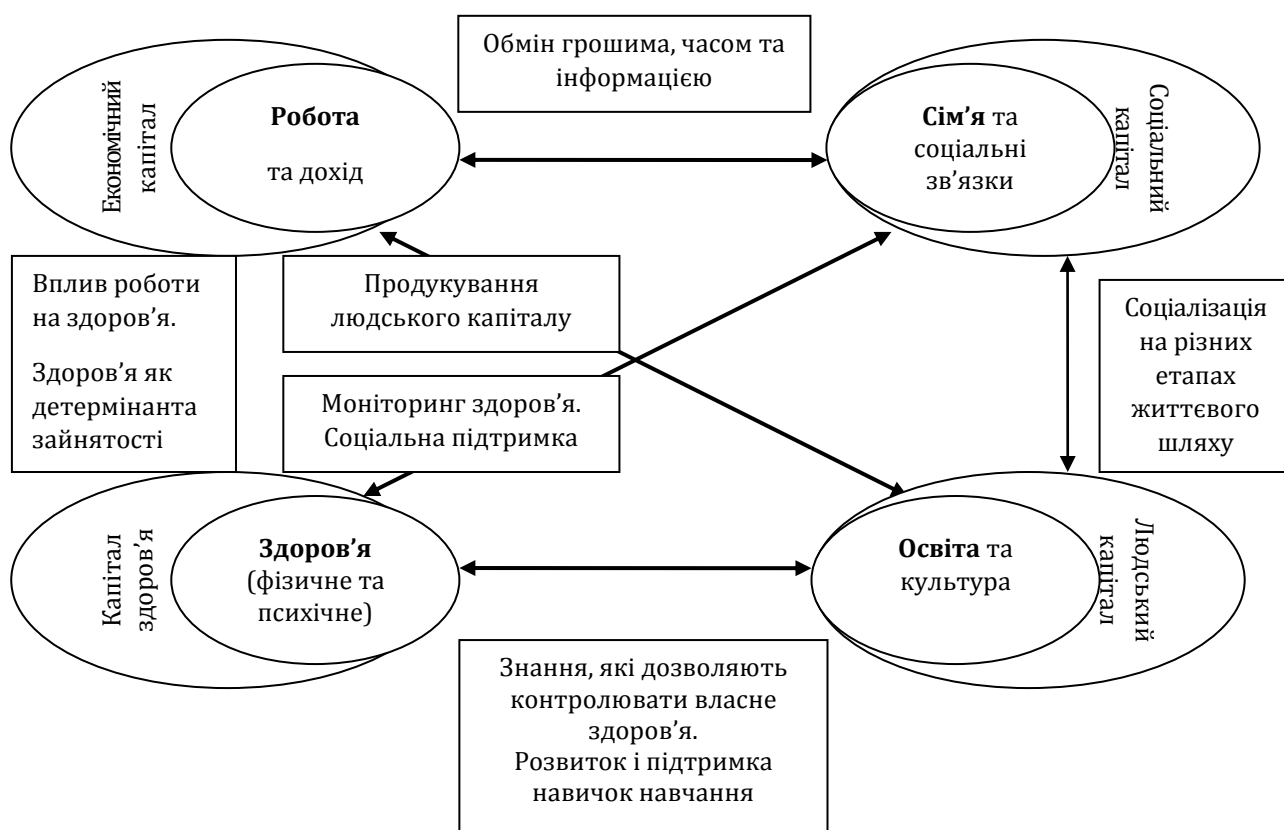 Обмін грошима, часом та
інформацією
Економічний
капітал
Робота
та дохід
Сім’я та
соціальні
зв’язки
Соціальний
капітал
Вплив роботи
на здоров’я.
Здоров’я як
детермінанта
зайнятості
Продукування
людського капіталу
Моніторинг здоров’я.
Соціальна підтримка
Соціалізація
на різних
етапах
життєвого
шляху
Капітал
здоров’я
Здоров’я
(фізичне та
психічне)
Освіта та
культура
Людський
капітал
Знання, які дозволяють
контролювати власне
здоров’я.
Розвиток і підтримка
навичок навчання